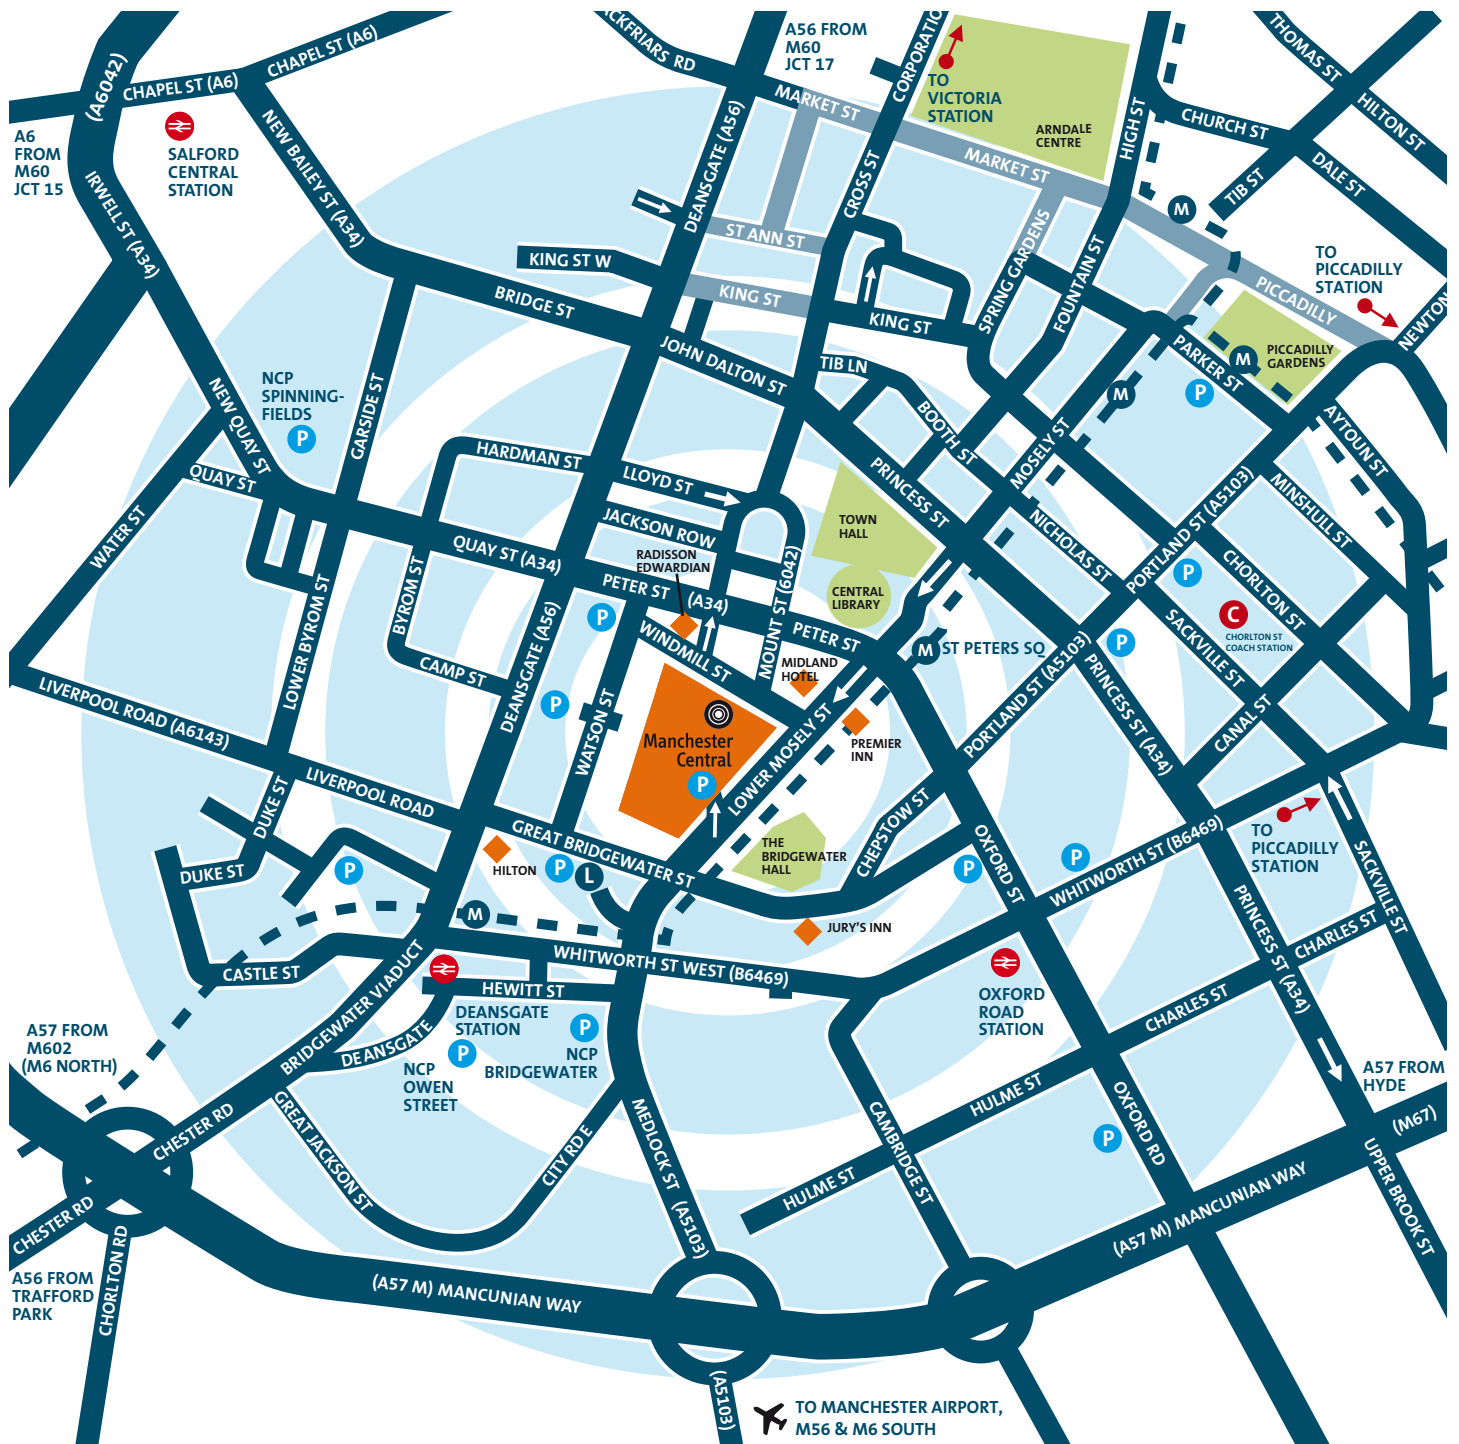 (A6042)
CHAPEL ST (A6)
CHAPEL ST (A6)
A6
FROM
M60
JCT 15
SALFORD
CENTRAL
STATION
IRWELL ST (A34)
NEW BAILEY ST (A34)
ACKFRIARS RD
A56 FROM
M60
JCT 17
DEANSGATE (A56)
MARKET ST
CROSS ST
CORPORATIO
TO
VICTORIA
STATION
ARNDALE
CENTRE
MARKET ST
HIGH ST
CHURCH ST
THOMAS ST
HILTON ST
DALE ST
TIB ST
M
TO
PICCADILLY
STATION
PICCADILLY
NEWTON
ST ANN ST
KING ST W
KING ST
KING ST
BRIDGE ST
JOHN DALTON ST
SPRING GARDENS
FOUNTAIN ST
PARKER ST
PICCADILLY
GARDENS
M
M
P
AYTOUN ST
MINSHULL ST
NCP
SPINNING-
FIELDS
P
NEW QUAY ST
GARSIDE ST
QUAY ST
WATER ST
HARDMAN ST
LLOYD ST
JACKSON ROW
TIB LN
BOOTH ST
MOSELY ST
PRINCESS ST
TOWN
HALL
CENTRAL
LIBRARY
NICHOLAS ST
PORTLAND ST (A5103)
CHORLTON ST
P
C
CHORLTON ST
COACH STATION
SACKVILLE ST
CANAL ST
P
QUAY ST (A34)
RADISSON
EDWARDIAN
PETER ST
(A34)
PETER ST
MOUNT ST (6042)
WINDMILL ST
MIDLAND
HOTEL
M
ST PETERS SQ
PORTLAND ST (A5103)
PRINCESS ST (A34)
BYROM ST
LOWER BYROM ST
CAMP ST
DEANSGATE (A56)
P
P
WATSON ST
Manchester
Central
P
LOWER MOSELY ST
PREMIER
INN
LIVERPOOL ROAD (A6143)
LIVERPOOL ROAD
DUKE ST
DUKE ST
P
HILTON
GREAT BRIDGEWATER ST
P
L
THE
BRIDGEWATER
HALL
CHEPSTOW ST
JURY'S INN
OXFORD ST
P
P
WHITWORTH ST (B6469)
TO
PICCADILLY
STATION
SACKVILLE ST
PRINCESS ST (A34)
CHARLES ST
CHARLES ST
M
CASTLE ST
WHITWORTH ST WEST (B6469)
BRIDGEWATER VIADUCT
HEWITT ST
DEANSGATE
STATION
DEANSGATE
P
P
NCP
BRIDGEWATER
NCP
OWEN
STREET
OXFORD
ROAD
STATION
A57 FROM
M602
(M6 NORTH)
CHESTER RD
CHESTER RD
GREAT JACKSON ST
CITY RD E
MEDLOCK ST
(A5103)
CAMBRIDGE ST
HULME ST
HULME ST
OXFORD RD
P
A57 FROM
HYDE
(M67)
UPPER BROOK ST
(A57 M) MANCUNIAN WAY
(A57 M) MANCUNIAN WAY
A56 FROM
TRAFFORD
PARK
CHORLTON RD
(A5103)
TO MANCHESTER AIRPORT,
M56 & M6 SOUTH